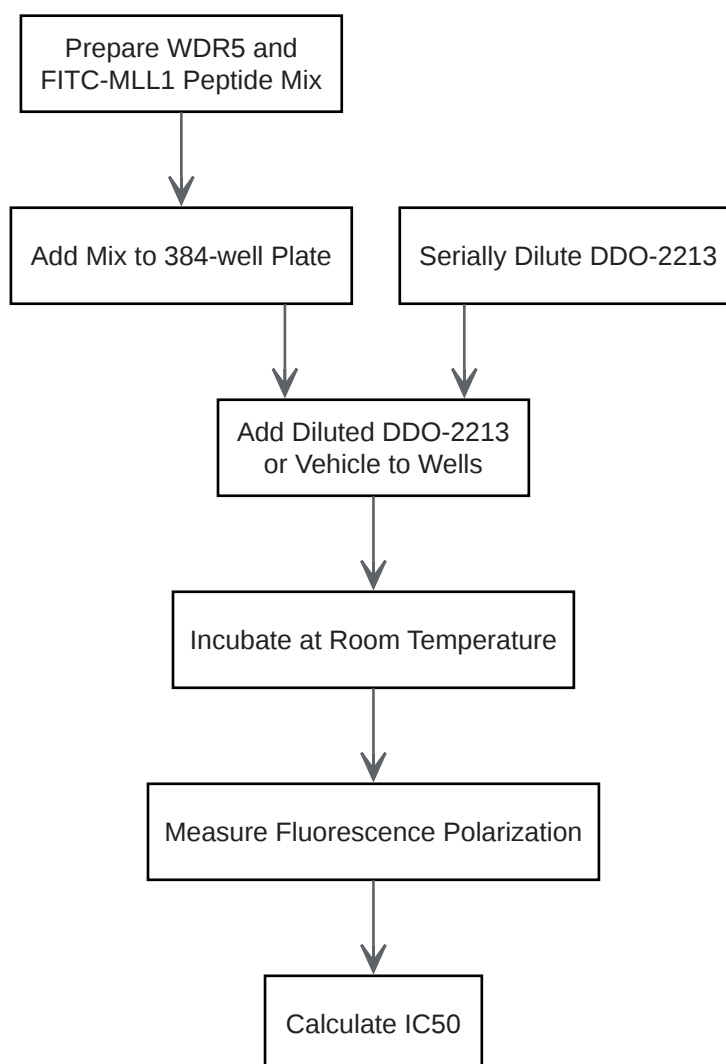 Prepare WDR5 and
FITC-MLL1 Peptide Mix
Add Mix to 384-well Plate
Serially Dilute DDO-2213
Add Diluted DDO-2213
or Vehicle to Wells
Incubate at Room Temperature
Measure Fluorescence Polarization
Calculate IC50